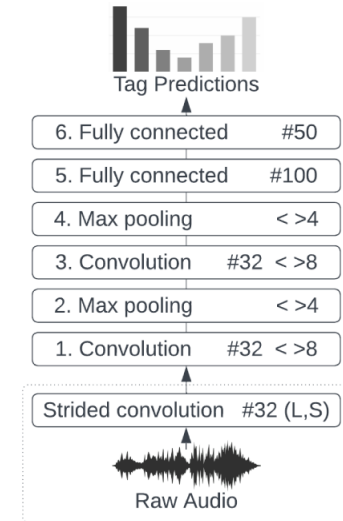 Tag Predictions
6. Fully connected #50
5. Fully connected #100
4. Max pooling < >4
3. Convolution #32 < >8
2. Max pooling < >4
1. Convolution #32 < >8
Strided convolution #32 (L,S)
Raw Audio